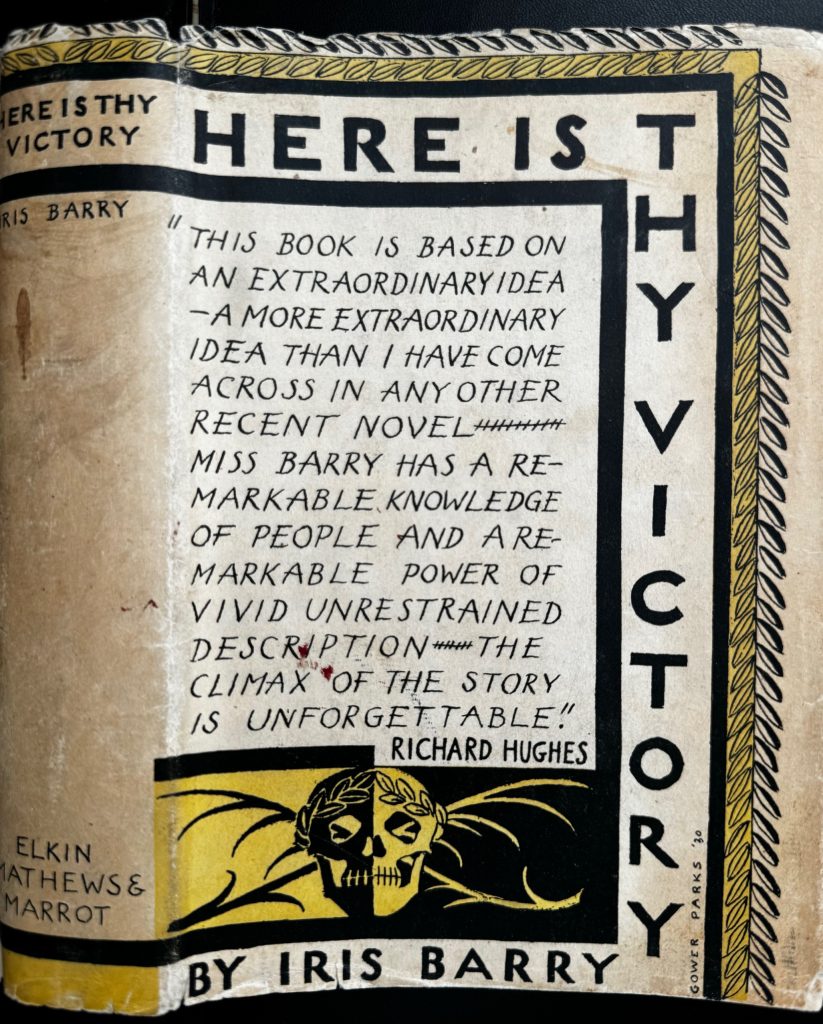 HERE IS THY
VICTORY
IRIS BARRY
ELKIN
MATHEWS &
MARROT
HERE IS THY VICTORY
"THIS BOOK IS BASED ON
AN EXTRAORDINARY IDEA
—A MORE EXTRAORDINARY
IDEA THAN I HAVE COME
ACROSS IN ANY OTHER
RECENT NOVEL
MISS BARRY HAS A RE-
MARKABLE KNOWLEDGE
OF PEOPLE AND A RE-
MARKABLE POWER OF
VIVID UNRESTRAINED
DESCRIPTION THE
CLIMAX OF THE STORY
IS UNFORGETTABLE."
RICHARD HUGHES
BY IRIS BARRY
GOWER PARKS '30